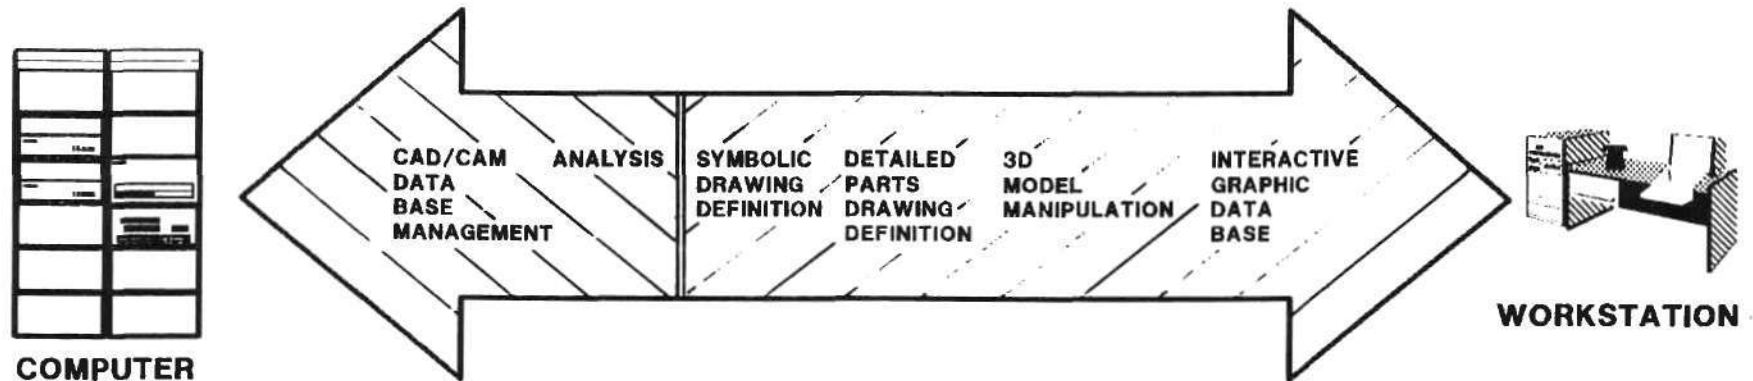 CAD/CAM
DATA
BASE
MANAGEMENT
ANALYSIS
SYMBOLIC
DRAWING
DEFINITION
DETAILED
PARTS
DRAWING
DEFINITION
3D
MODEL
MANIPULATION
INTERACTIVE
GRAPHIC
DATA
BASE
COMPUTER
WORKSTATION